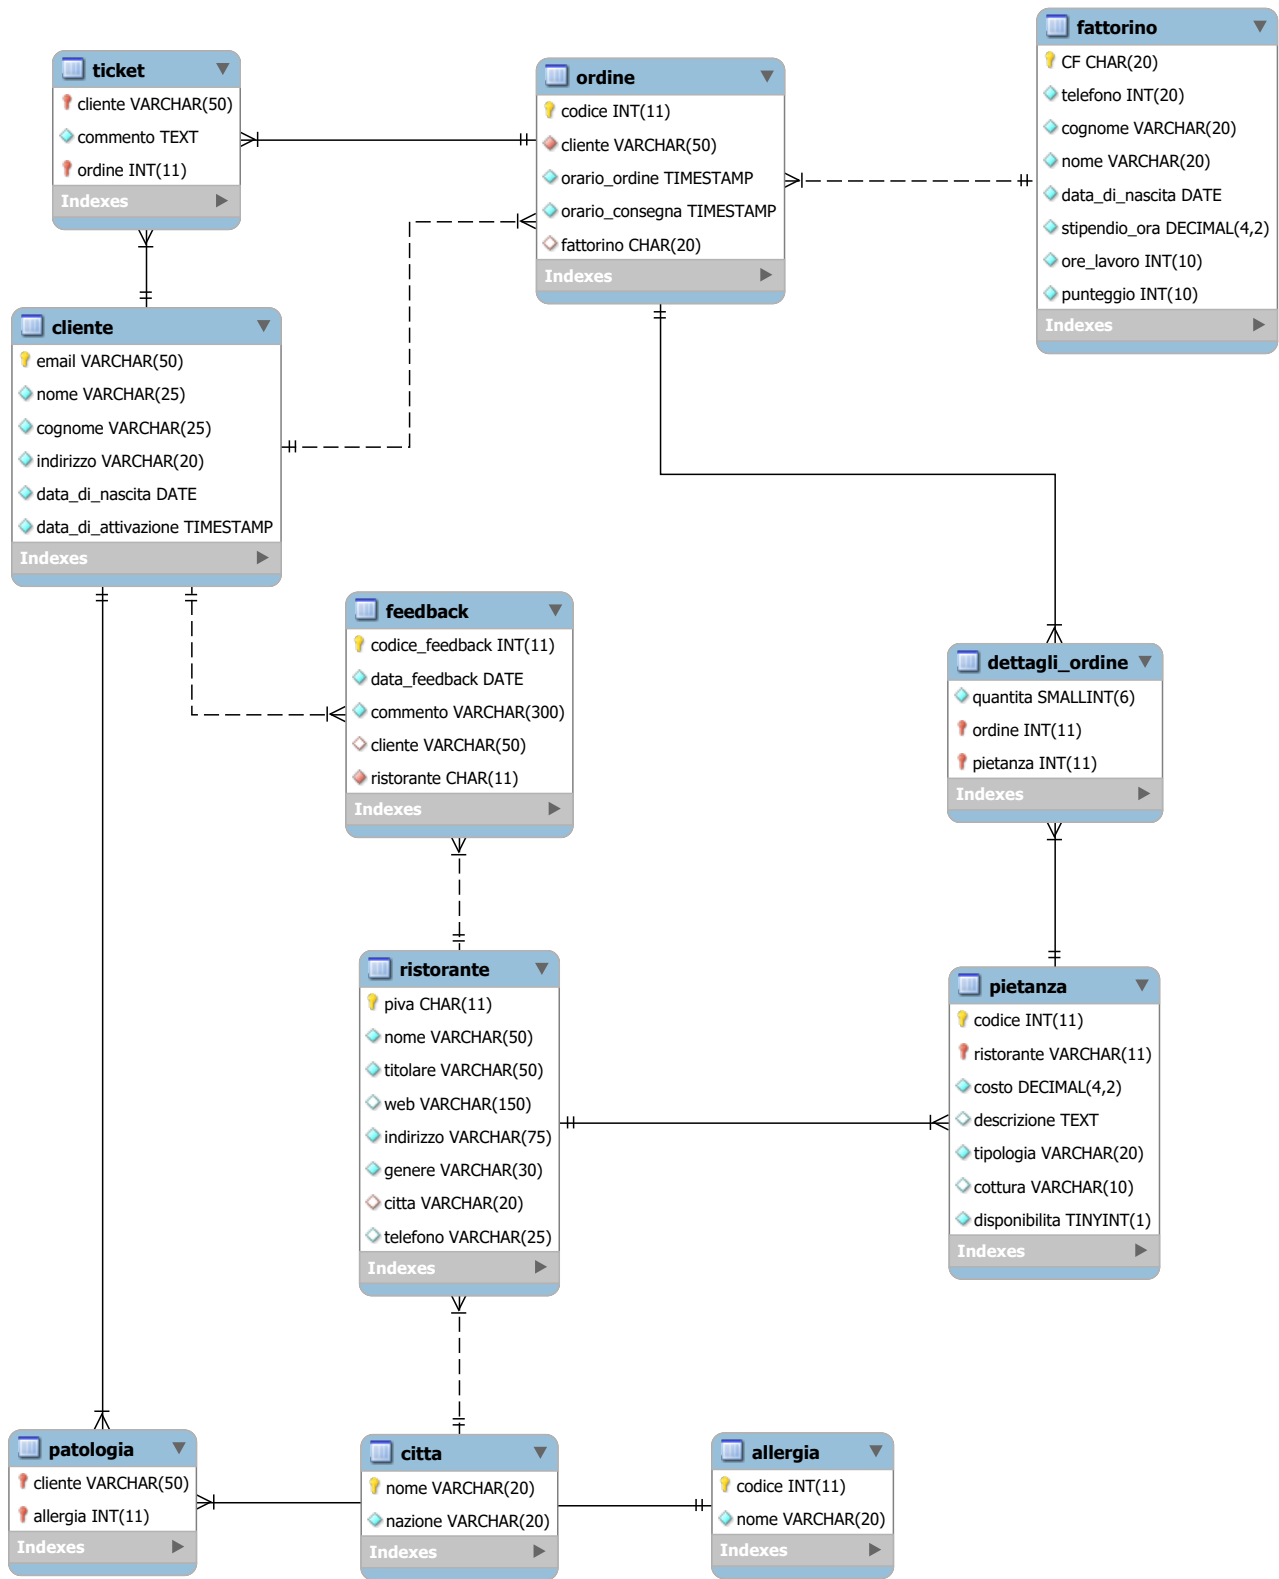 ticket
cliente VARCHAR(50)
commento TEXT
ordine INT(11)
Indexes
ordine
codice INT(11)
cliente VARCHAR(50)
orario_ordine TIMESTAMP
orario_consegna TIMESTAMP
fattorino CHAR(20)
Indexes
fattorino
CF CHAR(20)
telefono INT(20)
cognome VARCHAR(20)
nome VARCHAR(20)
data_di_nascita DATE
stipendio_ora DECIMAL(4,2)
ore_lavoro INT(10)
punteggio INT(10)
Indexes
cliente
email VARCHAR(50)
nome VARCHAR(25)
cognome VARCHAR(25)
indirizzo VARCHAR(20)
data_di_nascita DATE
data_di_attivazione TIMESTAMP
Indexes
feedback
codice_feedback INT(11)
data_feedback DATE
commento VARCHAR(300)
cliente VARCHAR(50)
ristorante CHAR(11)
Indexes
dettagli_ordine
quantita SMALLINT(6)
ordine INT(11)
pietanza INT(11)
Indexes
ristorante
piva CHAR(11)
nome VARCHAR(50)
titolare VARCHAR(50)
web VARCHAR(150)
indirizzo VARCHAR(75)
genere VARCHAR(30)
citta VARCHAR(20)
telefono VARCHAR(25)
Indexes
pietanza
codice INT(11)
ristorante VARCHAR(11)
costo DECIMAL(4,2)
descrizione TEXT
tipologia VARCHAR(20)
cottura VARCHAR(10)
disponibilita TINYINT(1)
Indexes
patologia
cliente VARCHAR(50)
allergia INT(11)
Indexes
citta
nome VARCHAR(20)
nazione VARCHAR(20)
Indexes
allergia
codice INT(11)
nome VARCHAR(20)
Indexes